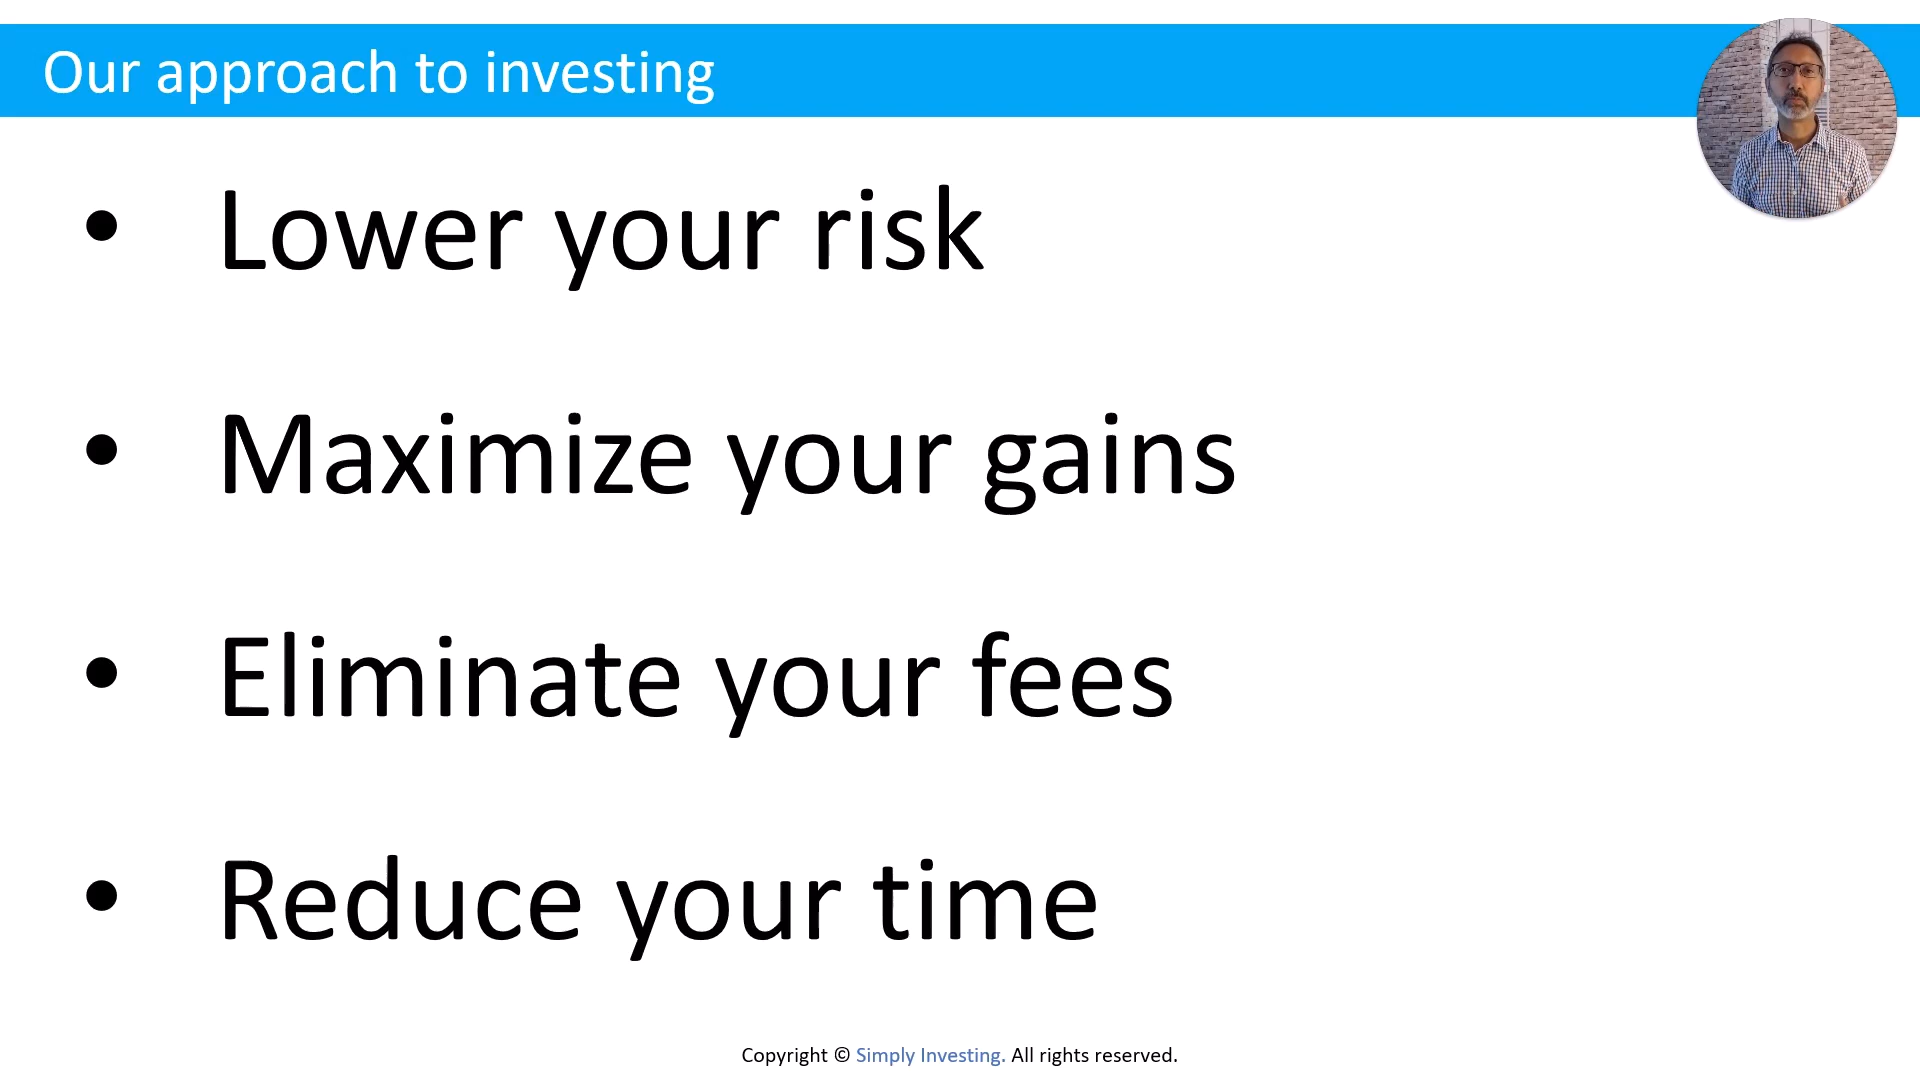 Our approach to investing
• Lower your risk
• Maximize your gains
• Eliminate your fees
• Reduce your time
Copyright © Simply Investing. All rights reserved.